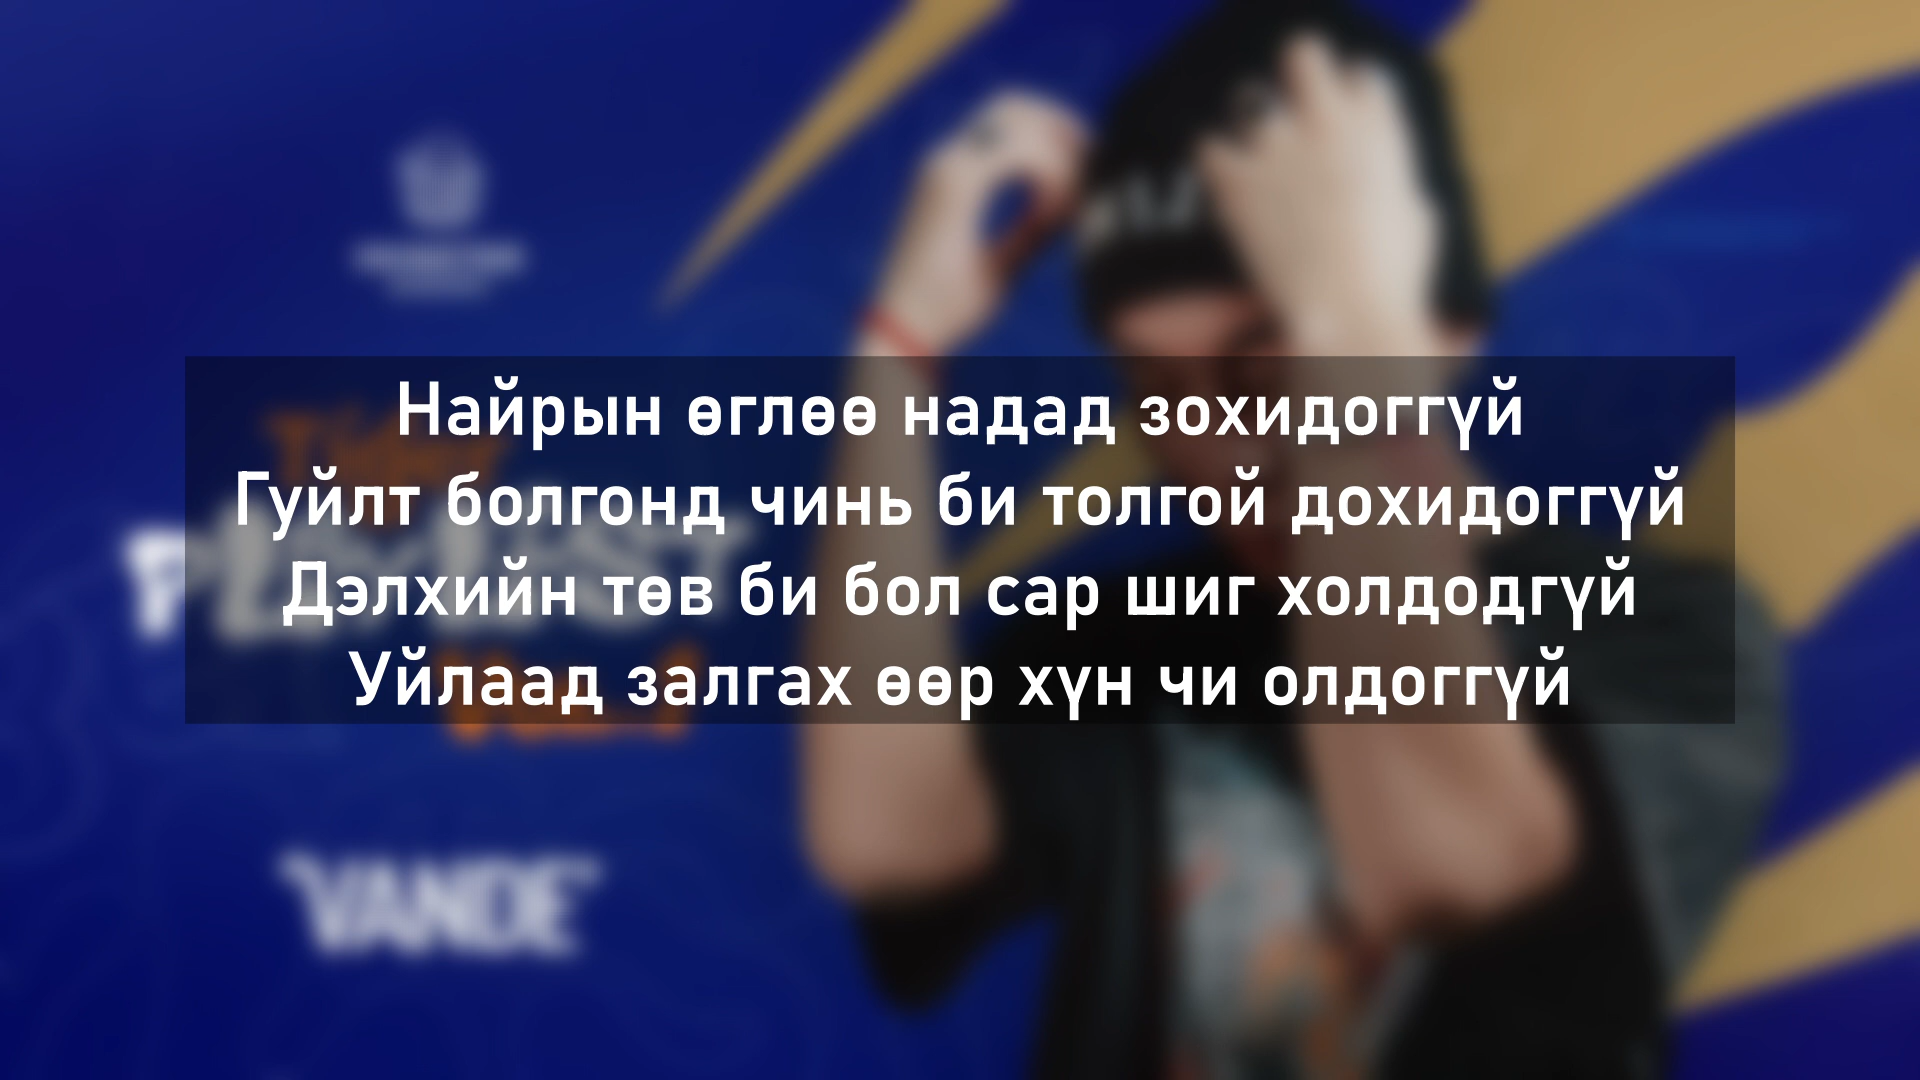 Найрын өглөө надад зохидоггүй
Гуйлт болгонд чинь би толгой дохидоггүй
Дэлхийн төв би бол сар шиг холдодгүй
Уйлаад залгах өөр хүн чи олдоггүй
VANDE